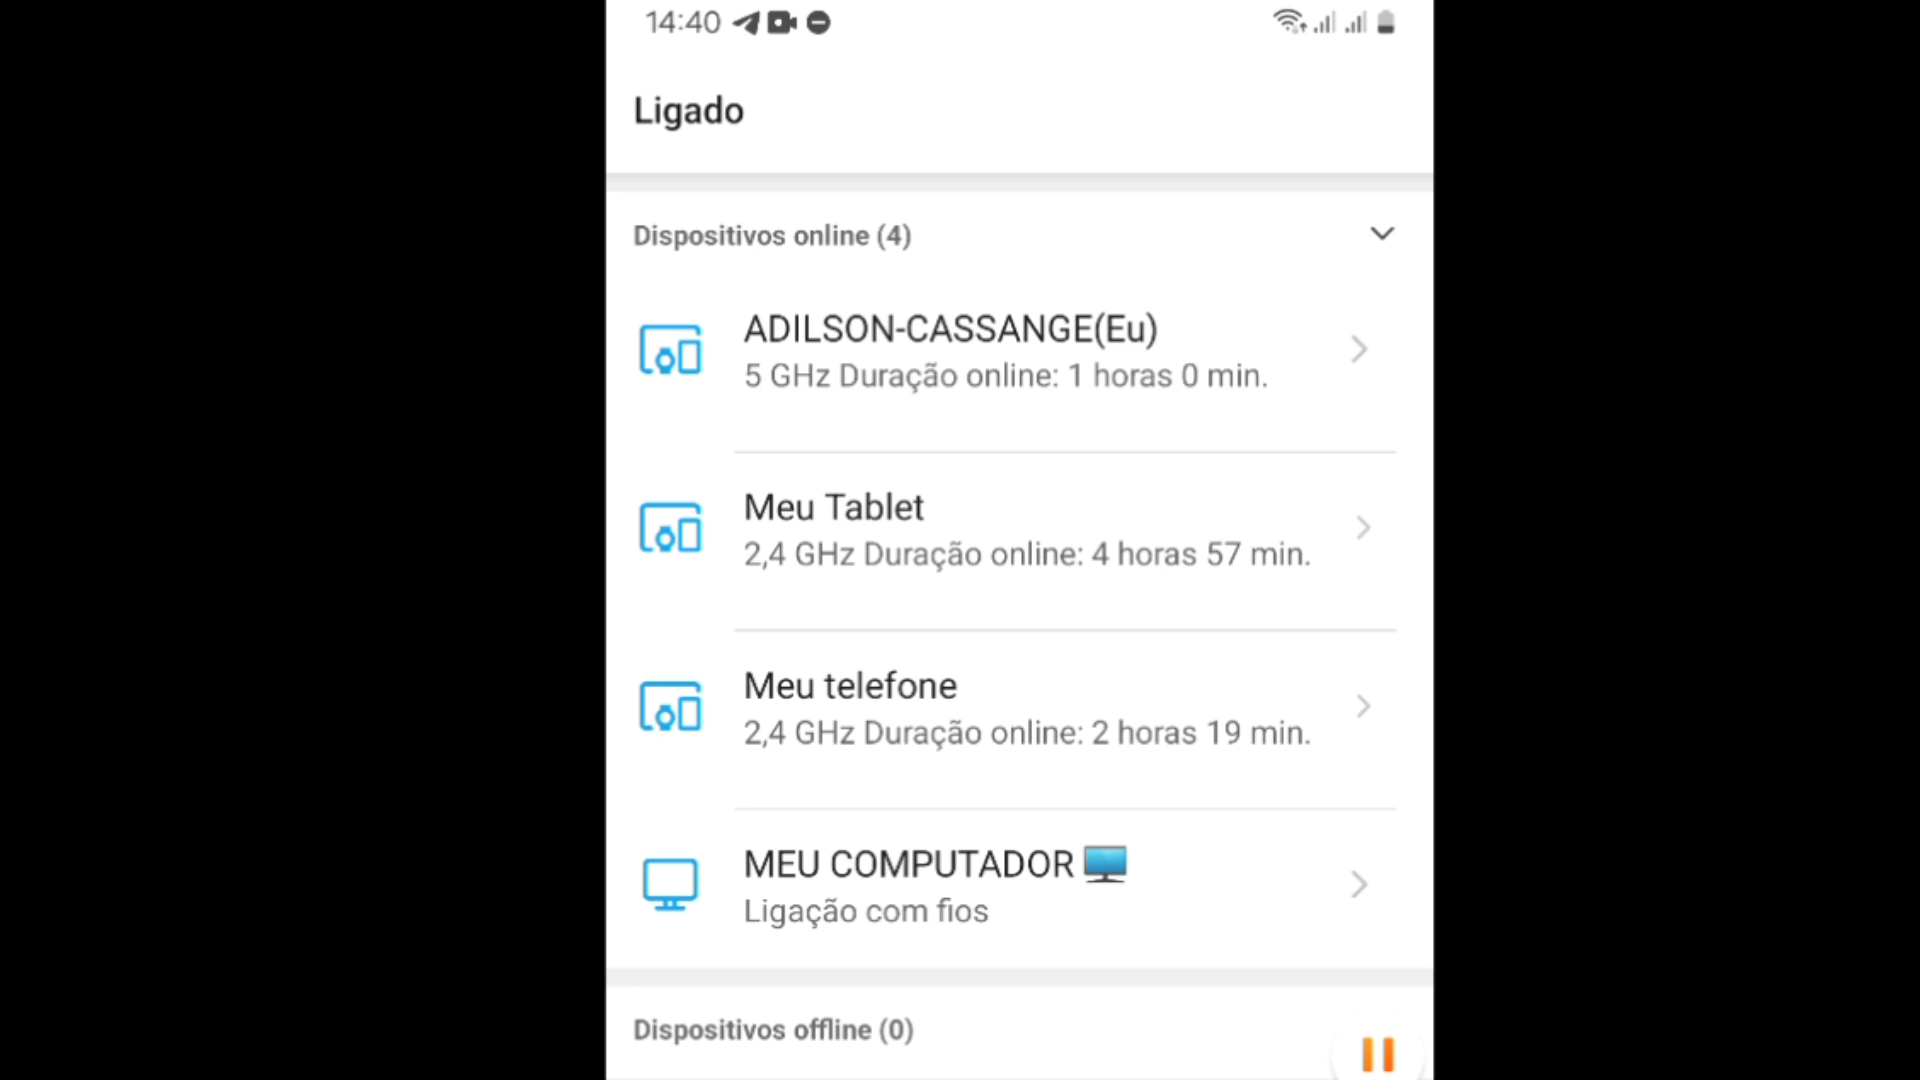 14:40
Ligado
Dispositivos online (4)
ADILSON-CASSANGE(Eu)
5 GHz Duração online: 1 horas 0 min.
Meu Tablet
2,4 GHz Duração online: 4 horas 57 min.
Meu telefone
2,4 GHz Duração online: 2 horas 19 min.
MEU COMPUTADOR 🖥️
Ligação com fios
Dispositivos offline (0)